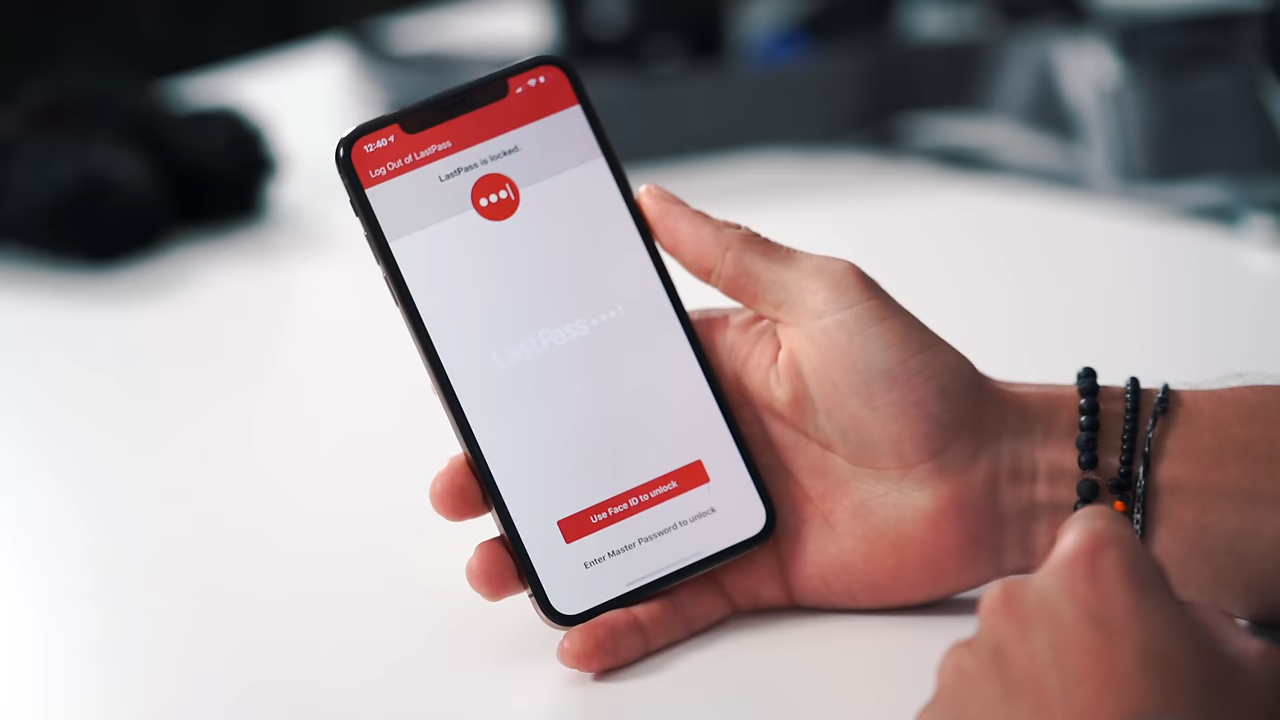 12:40
Log Out of LastPass
LastPass is locked.
LastPass
Use Face ID to unlock
Enter Master Password to unlock